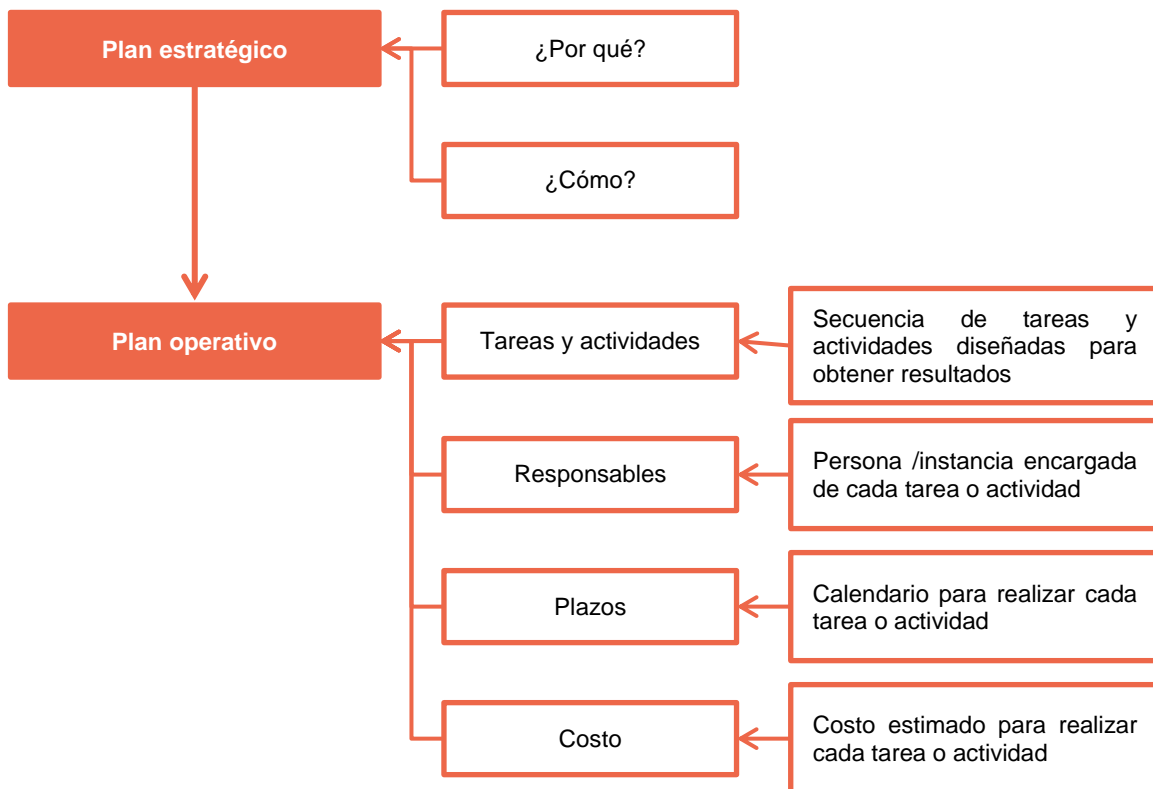 Plan estratégico
¿Por qué?
¿Cómo?
Plan operativo
Tareas y actividades
Secuencia de tareas y
actividades diseñadas para
obtener resultados
Responsables
Persona /instancia encargada
de cada tarea o actividad
Plazos
Calendario para realizar cada
tarea o actividad
Costo
Costo estimado para realizar
cada tarea o actividad